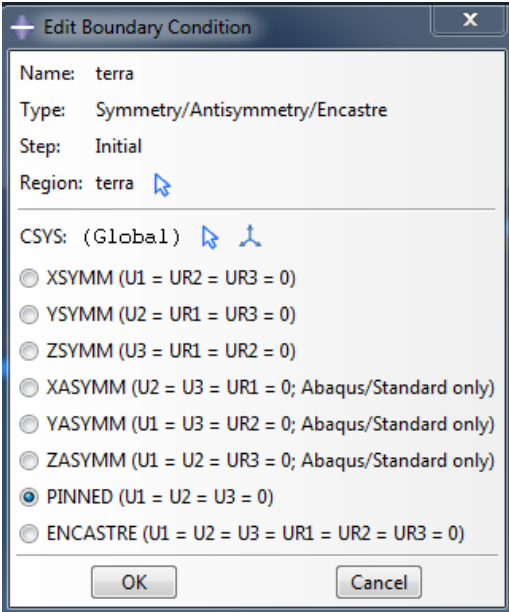 Edit Boundary Condition
X
Name: terra
Type: Symmetry/Antisymmetry/Encastre
Step: Initial
Region: terra
CSYS: (Global)
XSYMM (U1 = UR2 = UR3 = 0)
YSYMM (U2 = UR1 = UR3 = 0)
ZSYMM (U3 = UR1 = UR2 = 0)
XASYMM (U2 = U3 = UR1 = 0; Abaqus/Standard only)
YASYMM (U1 = U3 = UR2 = 0; Abaqus/Standard only)
ZASYMM (U1 = U2 = UR3 = 0; Abaqus/Standard only)
PINNED (U1 = U2 = U3 = 0)
ENCASTRE (U1 = U2 = U3 = UR1 = UR2 = UR3 = 0)
OK Cancel